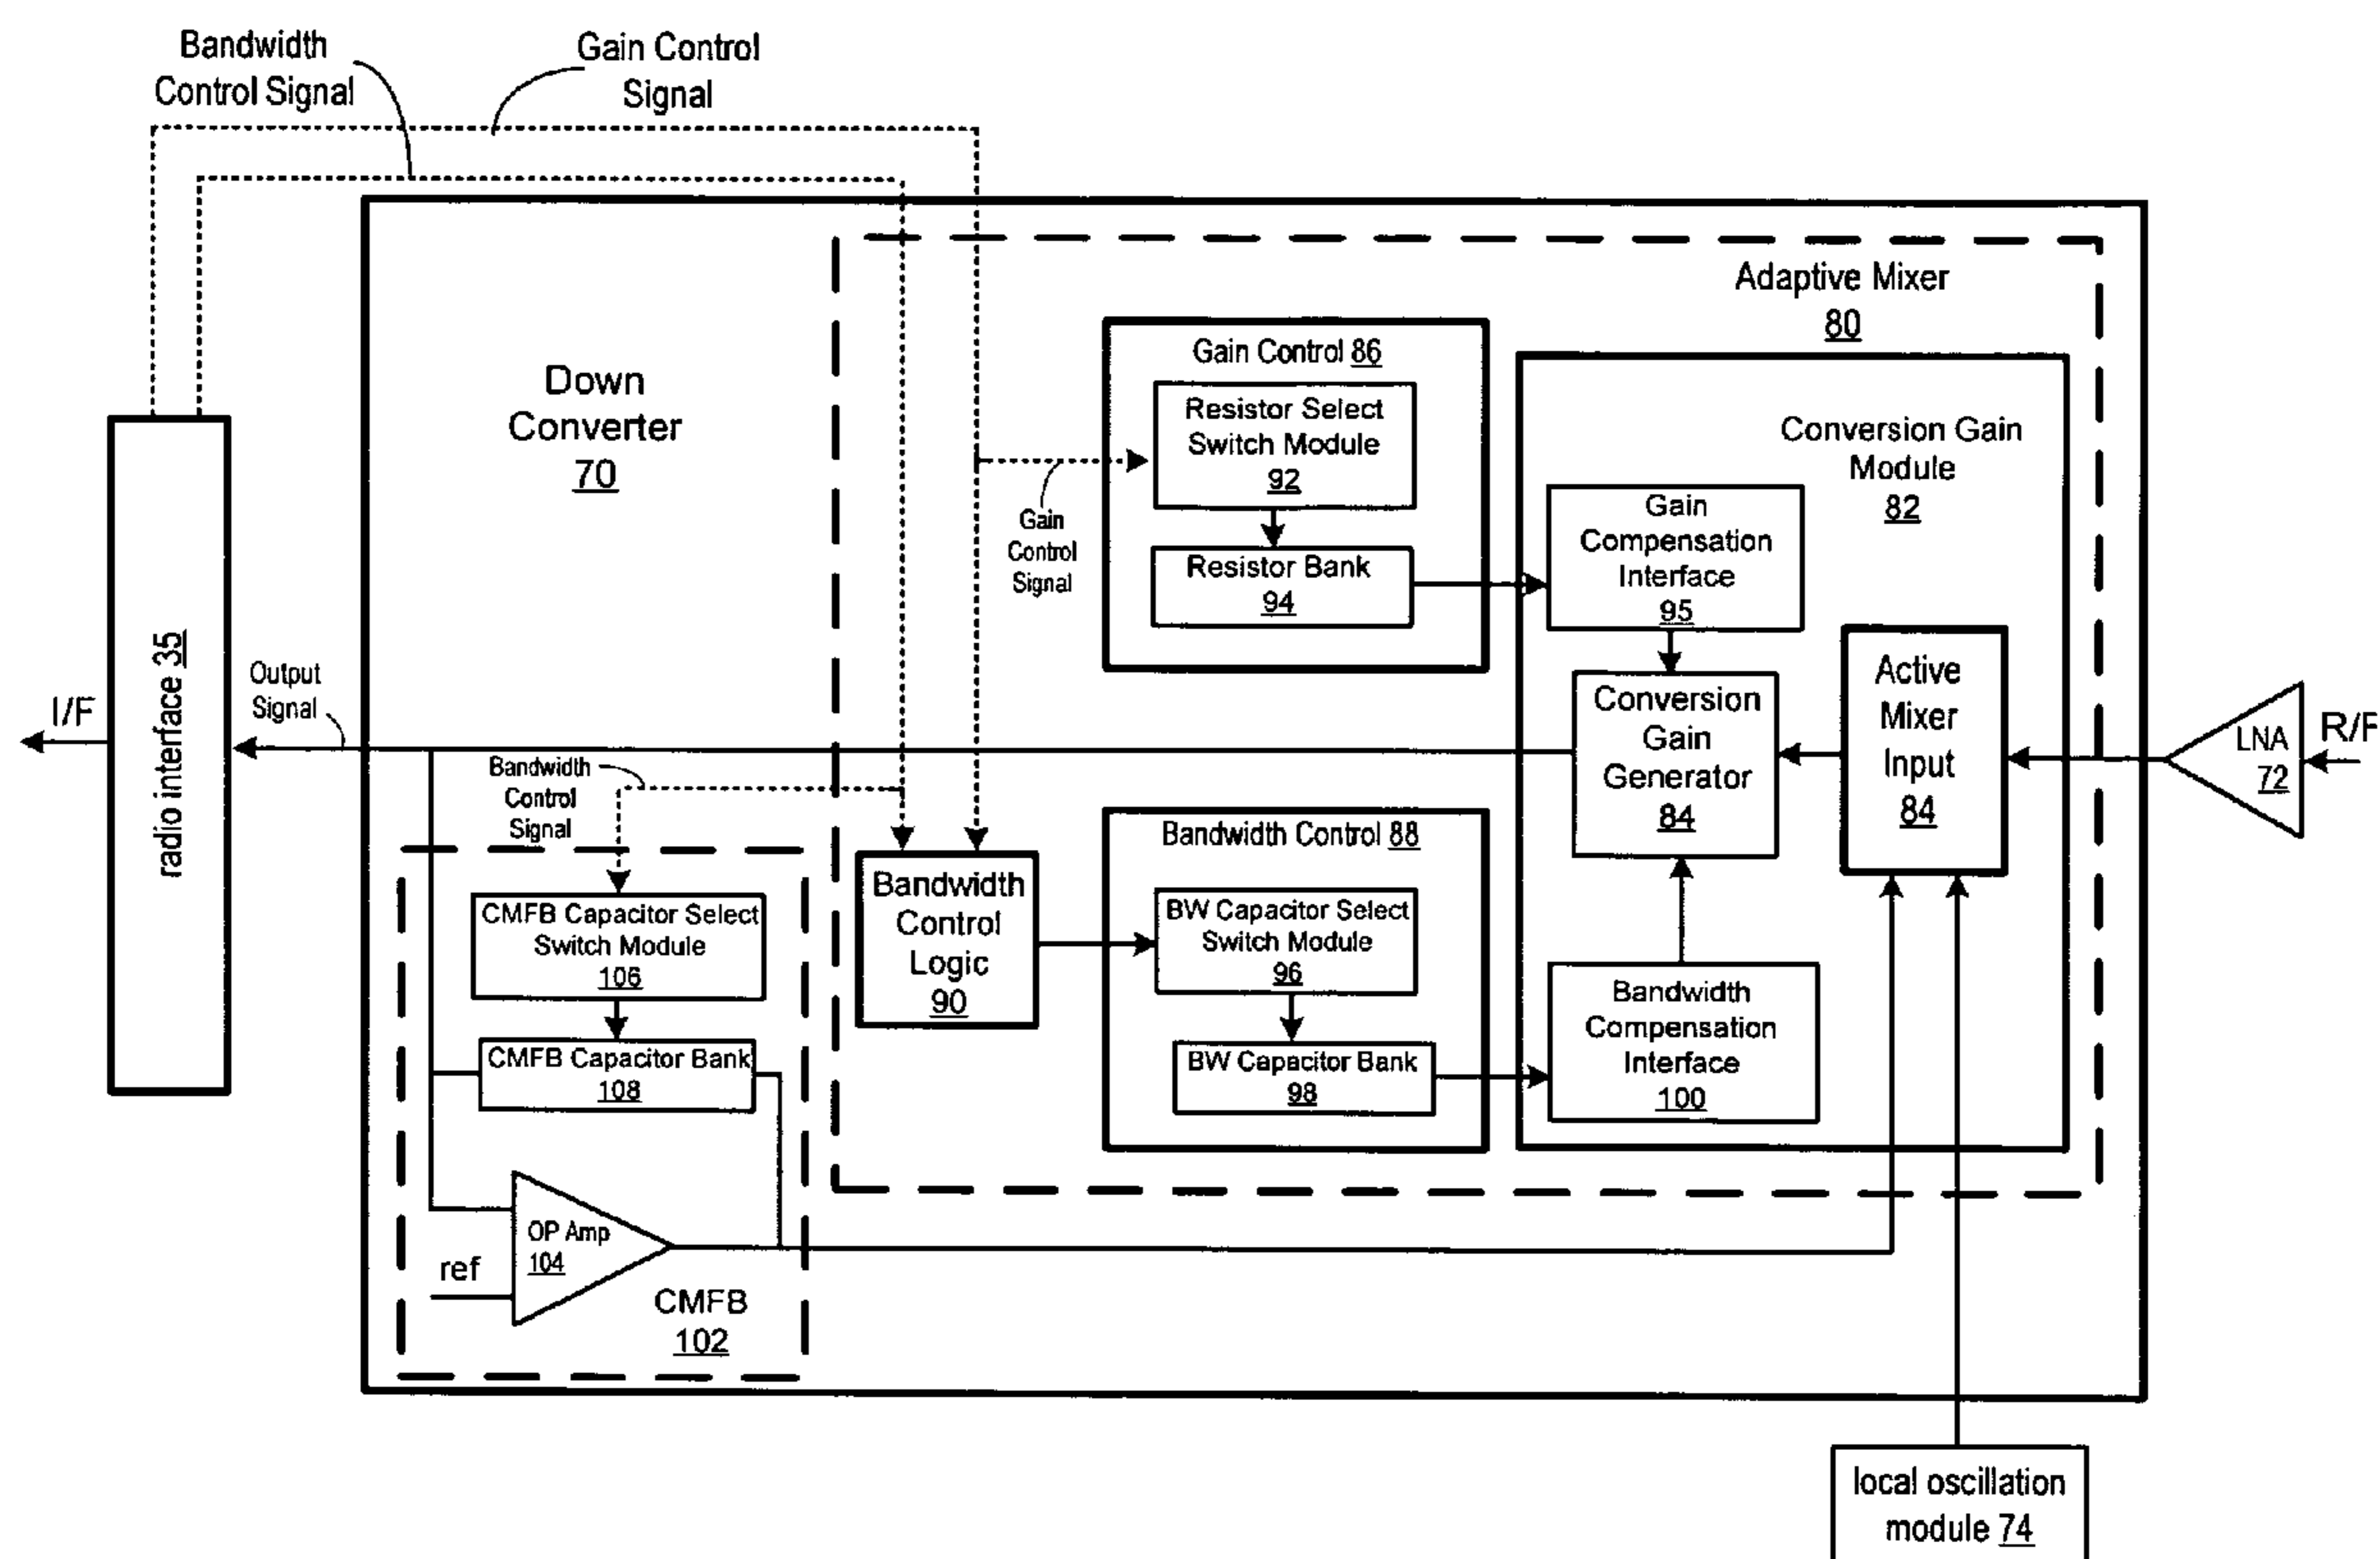 Bandwidth
Control Signal
Gain Control
Signal
Adaptive Mixer
80
Down
Converter
70
Gain Control 86
Resistor Select
Switch Module
92
Resistor Bank
94
Gain
Control
Signal
Conversion Gain
Module
82
Gain
Compensation
Interface
95
Conversion
Gain
Generator
84
Active
Mixer
Input
84
LNA
72
R/F
I/F
radio interface 35
Output
Signal
Bandwidth
Control
Signal
Bandwidth
Control
Logic
90
Bandwidth Control 88
BW Capacitor Select
Switch Module
96
BW Capacitor Bank
98
Bandwidth
Compensation
Interface
100
CMFB Capacitor Select
Switch Module
106
CMFB Capacitor Bank
108
OP Amp
104
ref
CMFB
102
local oscillation
module 74